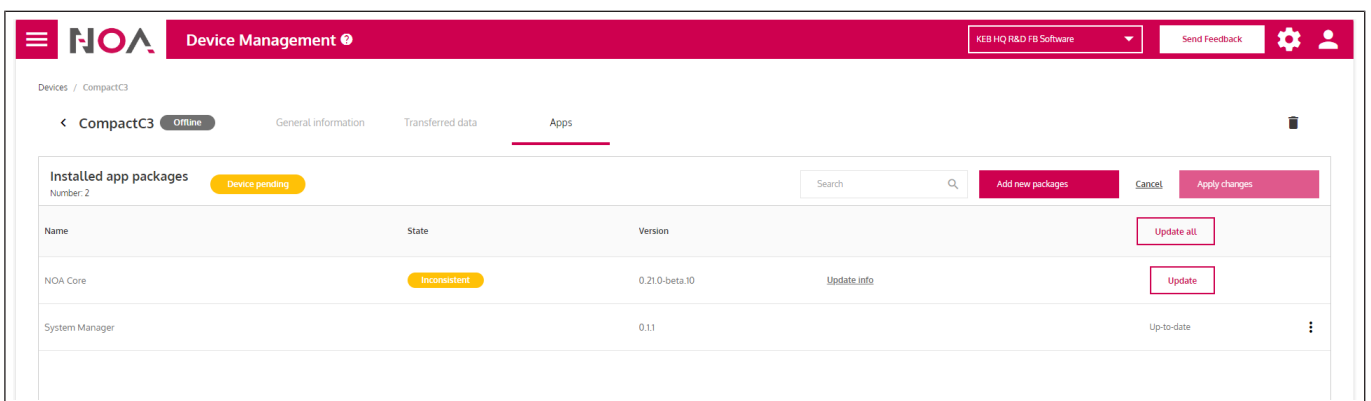 NOA Device Management ? KEB HQ R&D FB Software Send Feedback
Devices / CompactC3
CompactC3 Offline General information Transferred data Apps
Installed app packages
Number: 2
Device pending Search Add new packages Cancel Apply changes
Name State Version Update all
NOA Core Inconsistent 0.21.0-beta.10 Update info Update
System Manager 0.1.1 Up-to-date